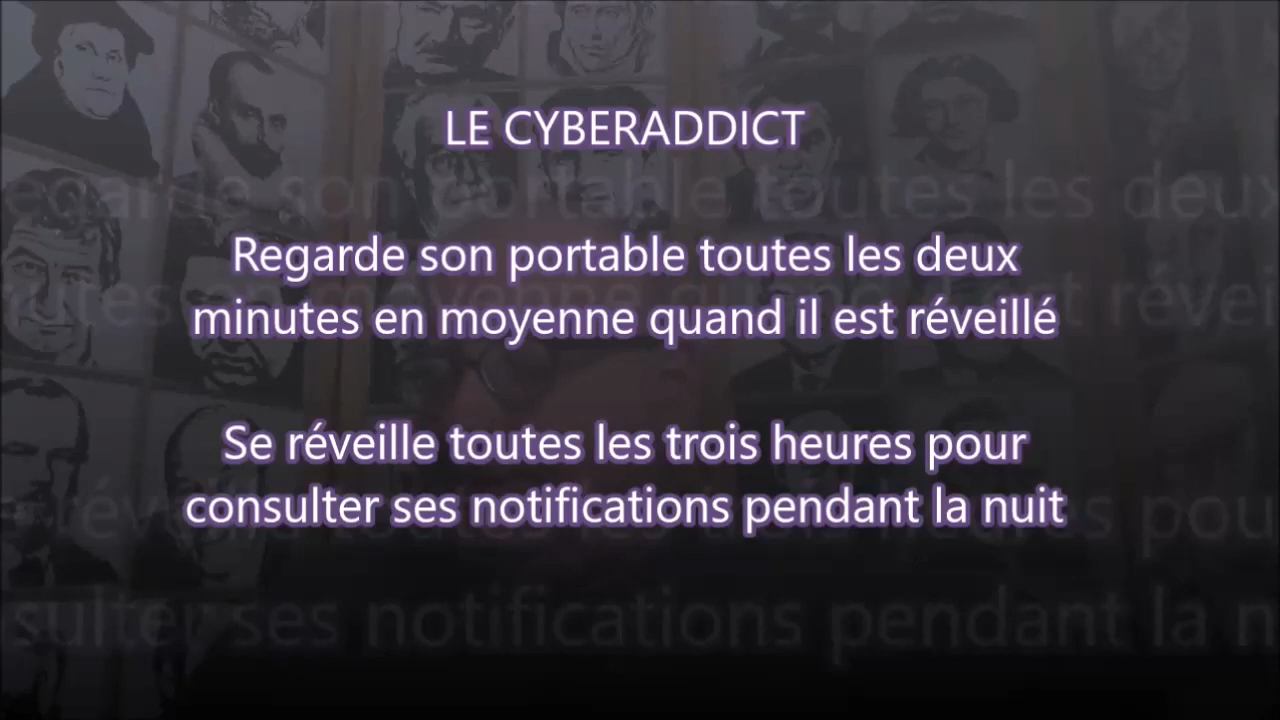 LE CYBERADDICT
Regarde son portable toutes les deux
minutes en moyenne quand il est réveillé
Se réveille toutes les trois heures pour
consulter ses notifications pendant la nuit